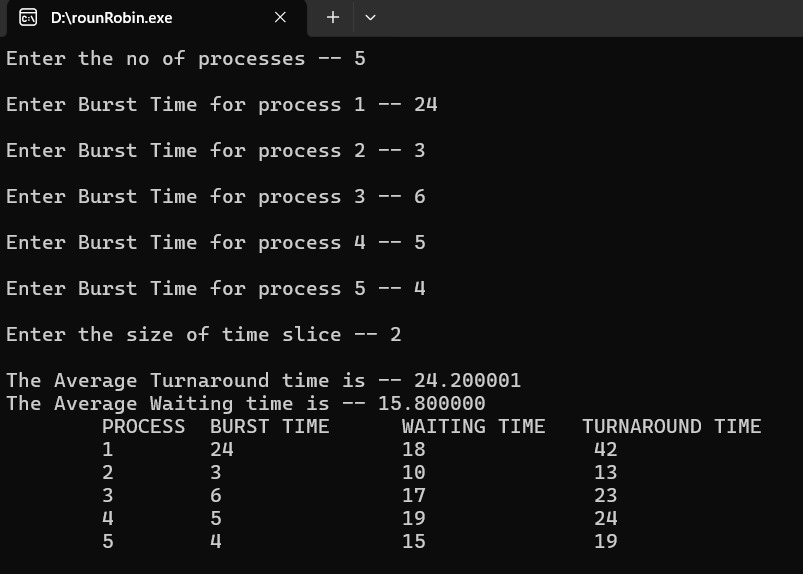 D:\rounRobin.exe
Enter the no of processes -- 5
Enter Burst Time for process 1 -- 24
Enter Burst Time for process 2 -- 3
Enter Burst Time for process 3 -- 6
Enter Burst Time for process 4 -- 5
Enter Burst Time for process 5 -- 4
Enter the size of time slice -- 2
The Average Turnaround time is -- 24.200001
The Average Waiting time is -- 15.800000
PROCESS BURST TIME WAITING TIME TURNAROUND TIME
1 24 18 42
2 3 10 13
3 6 17 23
4 5 19 24
5 4 15 19